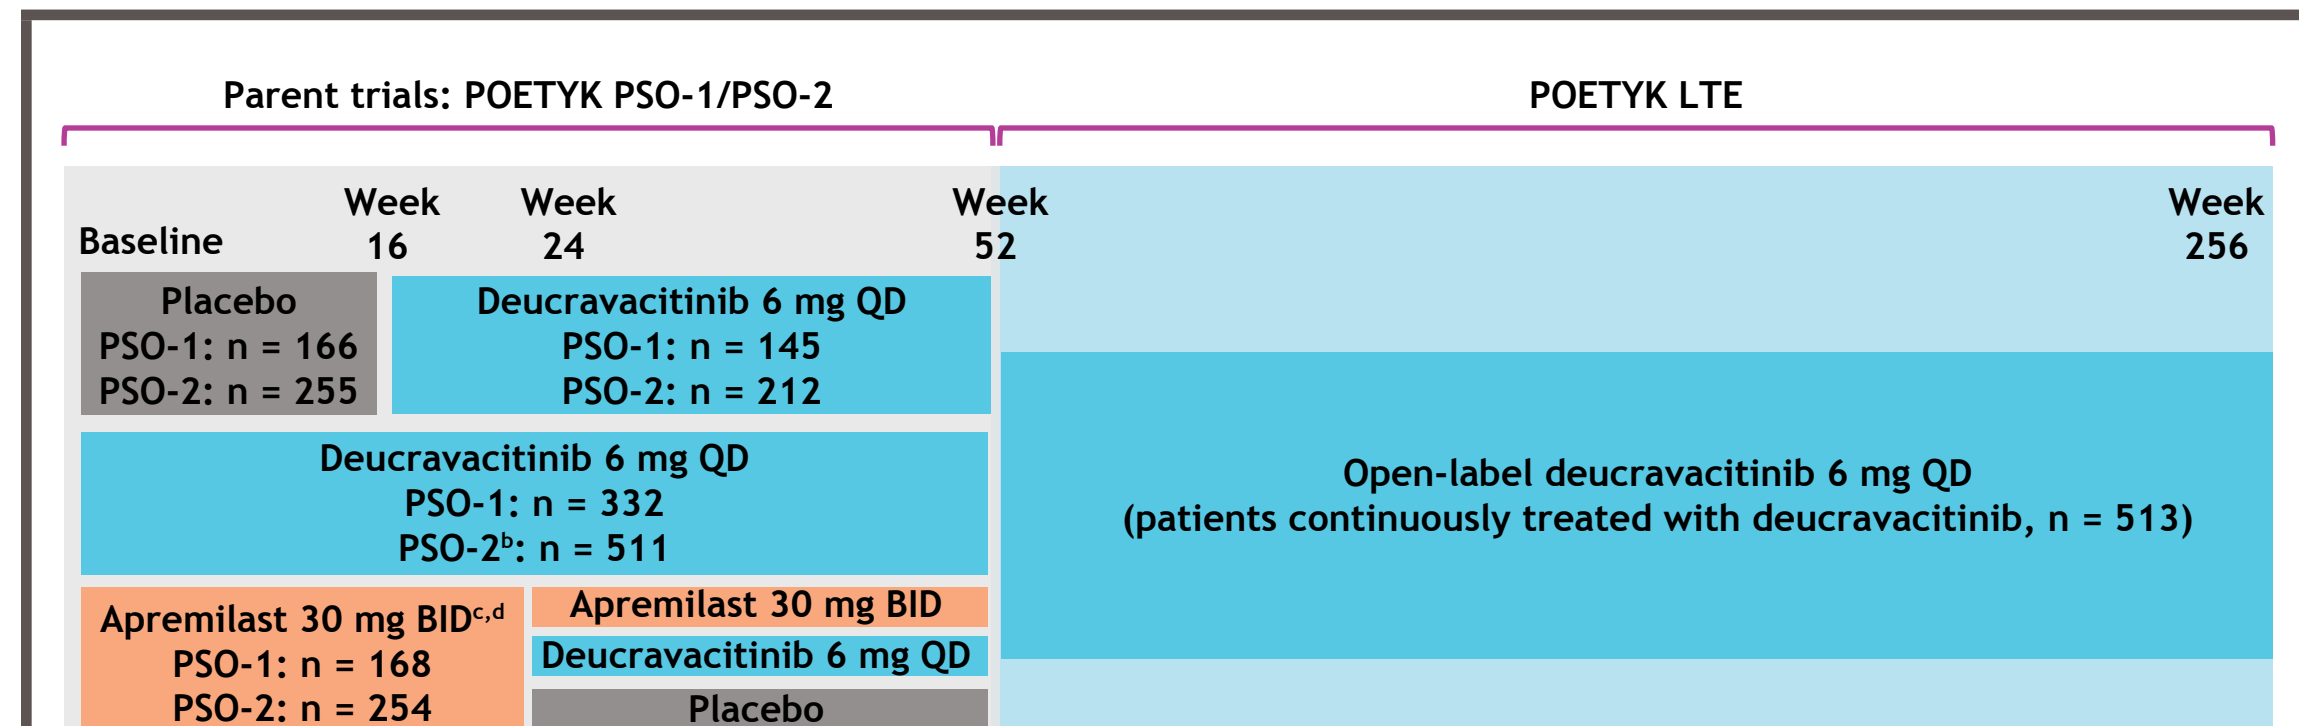 Parent trials: POETYK PSO-1/PSO-2
POETYK LTE
Baseline
Week
16
Week
24
Week
52
Week
256
Placebo
PSO-1: n = 166
PSO-2: n = 255
Deucravacitinib 6 mg QD
PSO-1: n = 145
PSO-2: n = 212
Deucravacitinib 6 mg QD
PSO-1: n = 332
PSO-2ᵇ: n = 511
Apremilast 30 mg BIDᶜ,ᵈ
PSO-1: n = 168
PSO-2: n = 254
Apremilast 30 mg BID
Deucravacitinib 6 mg QD
Placebo
Open-label deucravacitinib 6 mg QD
(patients continuously treated with deucravacitinib, n = 513)